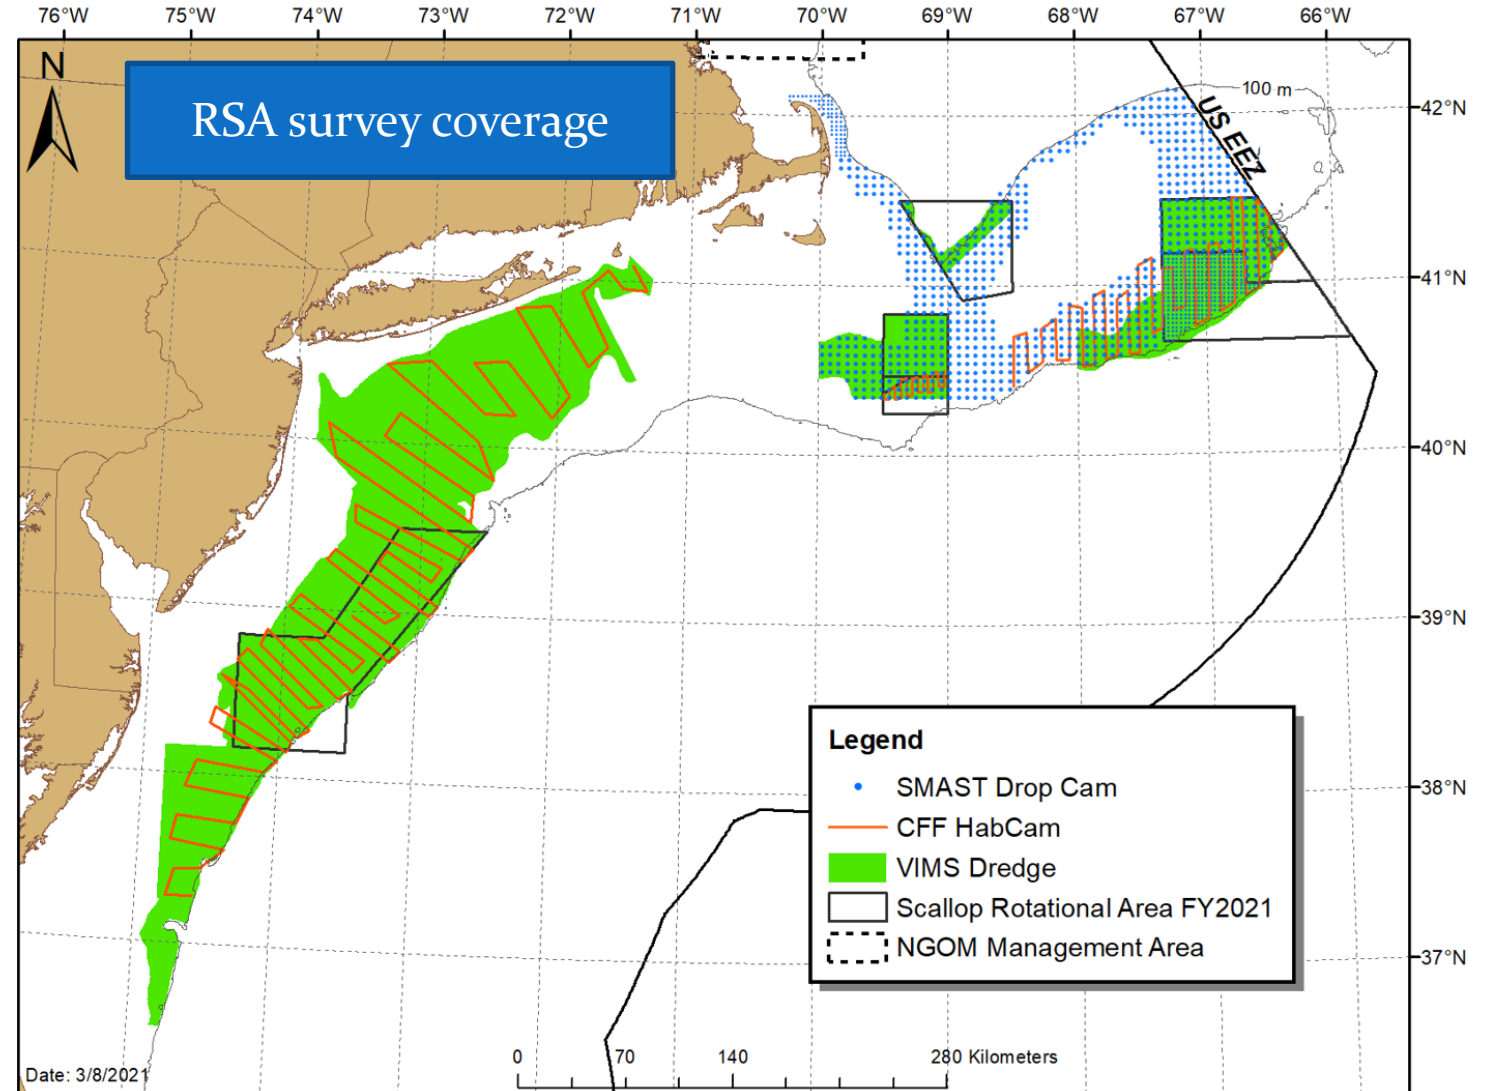 76°W 75°W 74°W 73°W 72°W 71°W 70°W 69°W 68°W 67°W 66°W
N
RSA survey coverage
100 m
US EEZ
42°N
41°N
40°N
39°N
38°N
37°N
Legend
SMAST Drop Cam
CFF HabCam
VIMS Dredge
Scallop Rotational Area FY2021
NGOM Management Area
0 70 140 280 Kilometers
Date: 3/8/2021